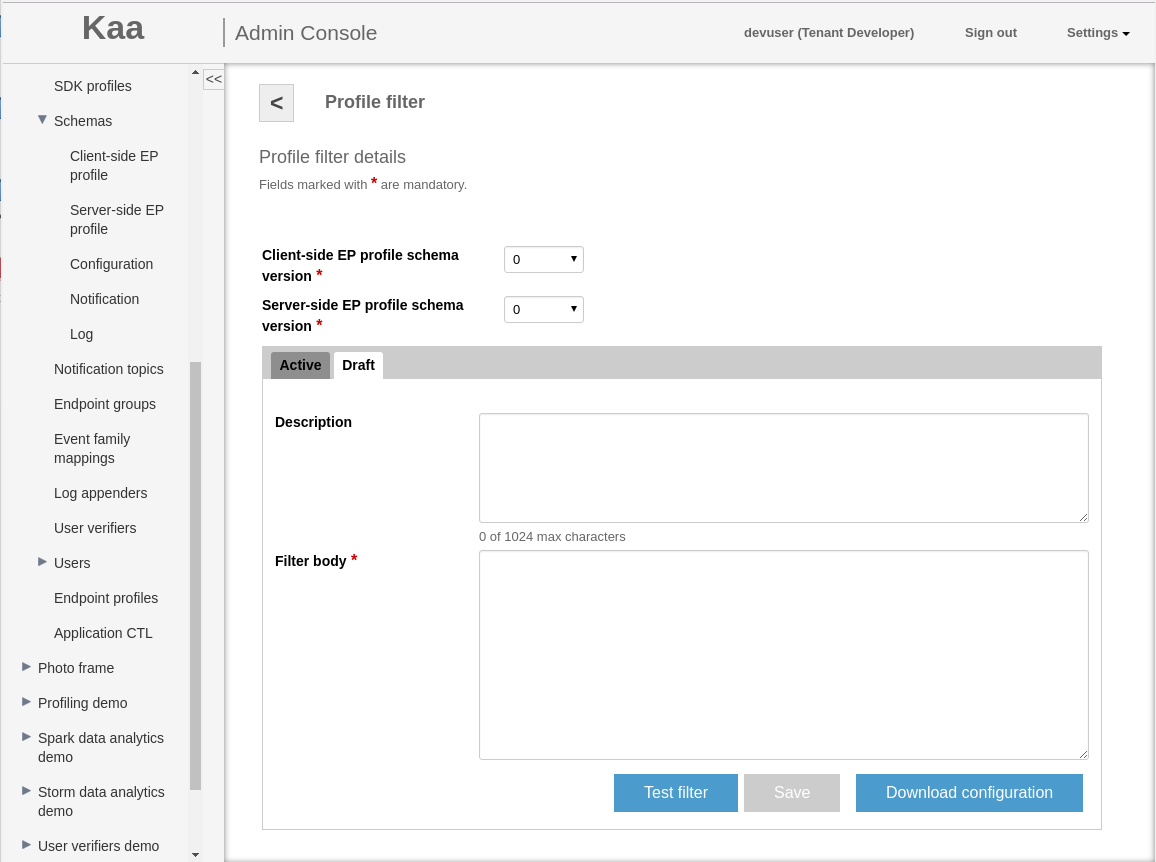 Kaa
Admin Console
devuser (Tenant Developer)
Sign out
Settings
SDK profiles
Schemas
Client-side EP
profile
Server-side EP
profile
Configuration
Notification
Log
Notification topics
Endpoint groups
Event family
mappings
Log appenders
User verifiers
Users
Endpoint profiles
Application CTL
Photo frame
Profiling demo
Spark data analytics
demo
Storm data analytics
demo
User verifiers demo
<<
<
Profile filter
Profile filter details
Fields marked with * are mandatory.
Client-side EP profile schema
version *
0
Server-side EP profile schema
version *
0
Active
Draft
Description
0 of 1024 max characters
Filter body *
Test filter
Save
Download configuration